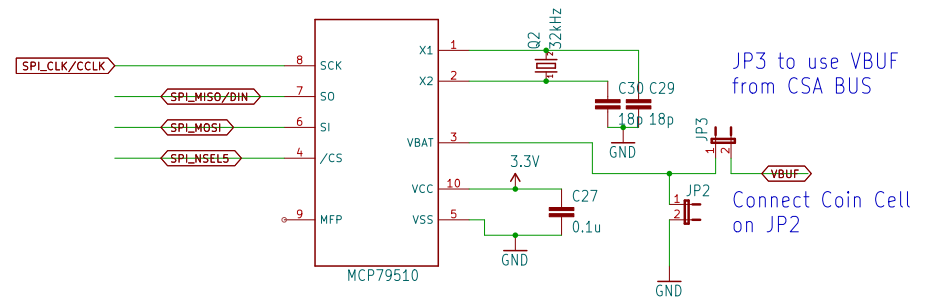 SPI_CLK/CCLK
8
SCK
SPI_MISO/DIN
7
SO
SPI_MOSI
6
SI
SPI_NSEL5
4
/CS
9
MFP
X1
1
X2
2
VBAT
3
VCC
10
VSS
5
MCP79510
Q2
32kHz
2
1
C30
C29
18p
18p
GND
3.3V
C27
0.1u
GND
JP3
1
2
VBUF
JP2
1
2
GND
JP3 to use VBUF
from CSA BUS
Connect Coin Cell
on JP2